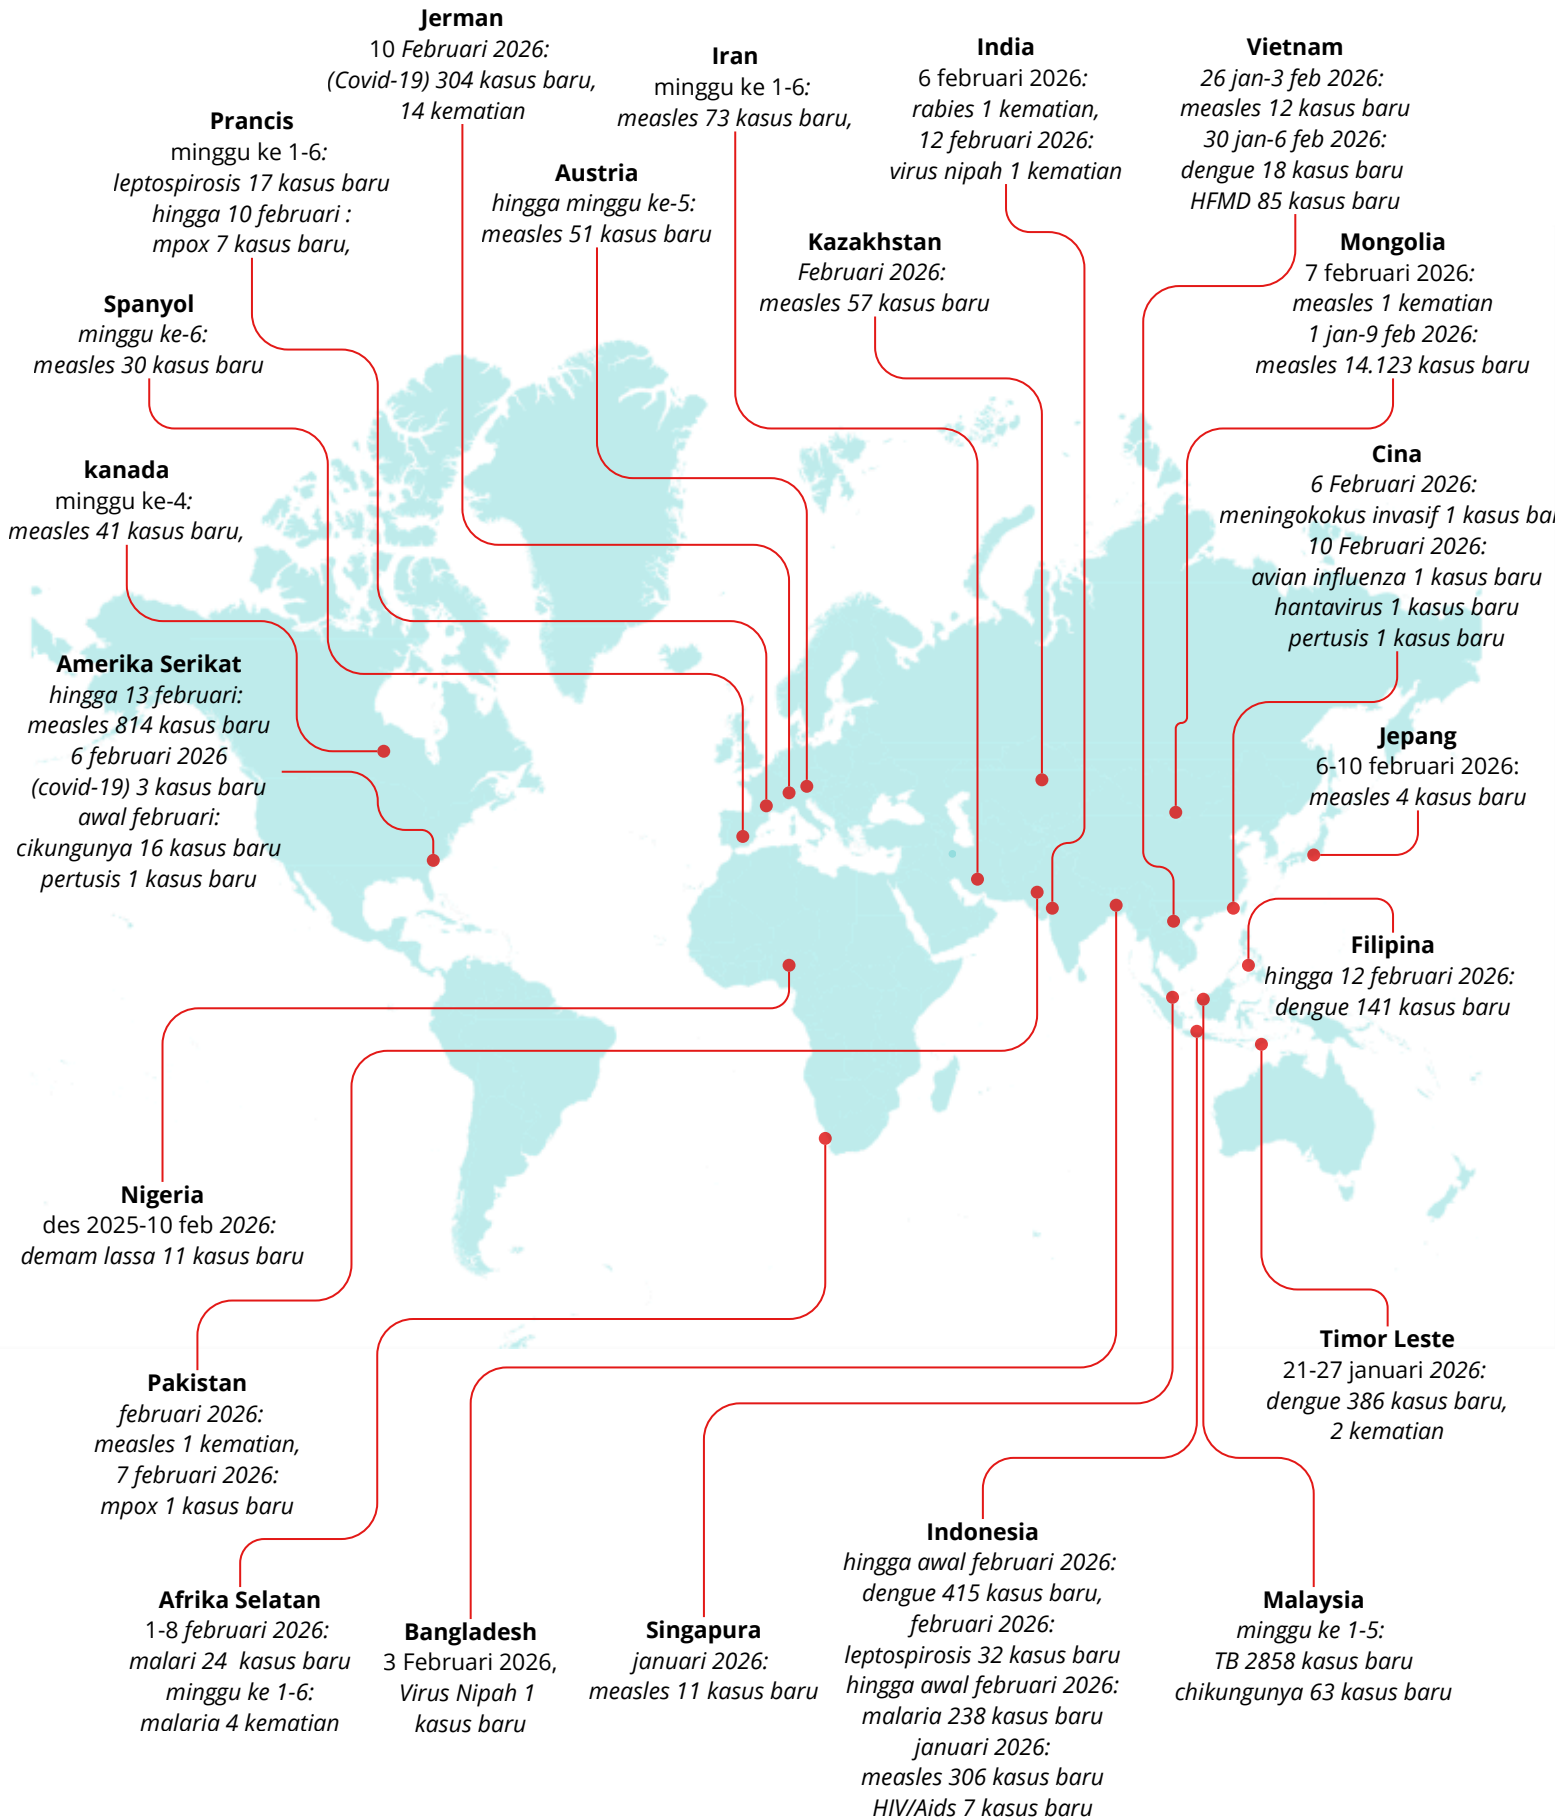 Jerman
10 Februari 2026:
(Covid-19) 304 kasus baru,
14 kematian
Iran
minggu ke 1-6:
measles 73 kasus baru,
India
6 februari 2026:
rabies 1 kematian,
12 februari 2026:
virus nipah 1 kematian
Vietnam
26 jan-3 feb 2026:
measles 12 kasus baru
30 jan-6 feb 2026:
dengue 18 kasus baru
HFMD 85 kasus baru
Prancis
minggu ke 1-6:
leptospirosis 17 kasus baru
hingga 10 februari :
mpox 7 kasus baru,
Austria
hingga minggu ke-5:
measles 51 kasus baru
Kazakhstan
Februari 2026:
measles 57 kasus baru
Mongolia
7 februari 2026:
measles 1 kematian
1 jan-9 feb 2026:
measles 14.123 kasus baru
Spanyol
minggu ke-6:
measles 30 kasus baru
kanada
minggu ke-4:
measles 41 kasus baru,
Cina
6 Februari 2026:
meningokokus invasif 1 kasus
10 Februari 2026:
avian influenza 1 kasus baru
hantavirus 1 kasus baru
pertusis 1 kasus baru
Amerika Serikat
hingga 13 februari:
measles 814 kasus baru
6 februari 2026
(covid-19) 3 kasus baru
awal februari:
cikungunya 16 kasus baru
pertusis 1 kasus baru
Jepang
6-10 februari 2026:
measles 4 kasus baru
Filipina
hingga 12 februari 2026:
dengue 141 kasus baru
Nigeria
des 2025-10 feb 2026:
demam lassa 11 kasus baru
Timor Leste
21-27 januari 2026:
dengue 386 kasus baru,
2 kematian
Pakistan
februari 2026:
measles 1 kematian,
7 februari 2026:
mpox 1 kasus baru
Afrika Selatan
1-8 februari 2026:
malari 24 kasus baru
minggu ke 1-6:
malaria 4 kematian
Bangladesh
3 Februari 2026,
Virus Nipah 1
kasus baru
Singapura
januari 2026:
measles 11 kasus baru
Indonesia
hingga awal februari 2026:
dengue 415 kasus baru,
februari 2026:
leptospirosis 32 kasus baru
hingga awal februari 2026:
malaria 238 kasus baru
januari 2026:
measles 306 kasus baru
HIV/Aids 7 kasus baru
Malaysia
minggu ke 1-5:
TB 2858 kasus baru
chikungunya 63 kasus baru